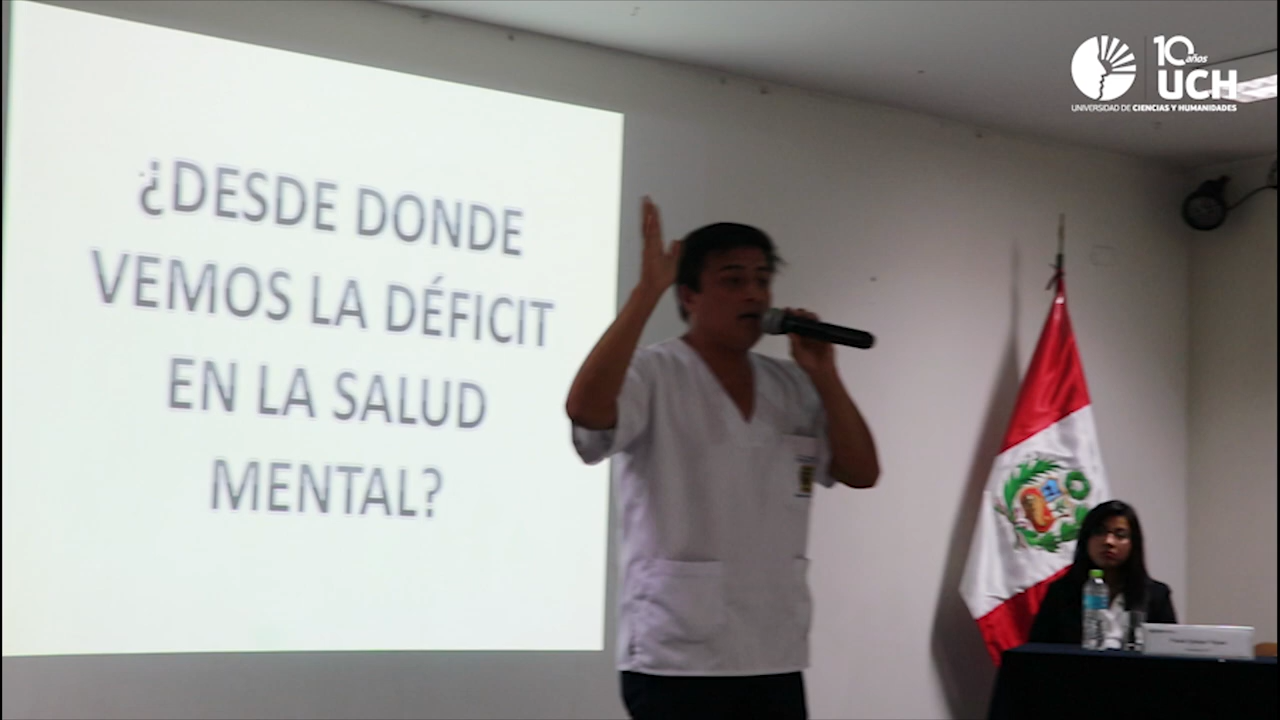 ¿DESDE DONDE
VEMOS LA DÉFICIT
EN LA SALUD
MENTAL?
10 años
UCH
UNIVERSIDAD DE CIENCIAS Y HUMANIDADES